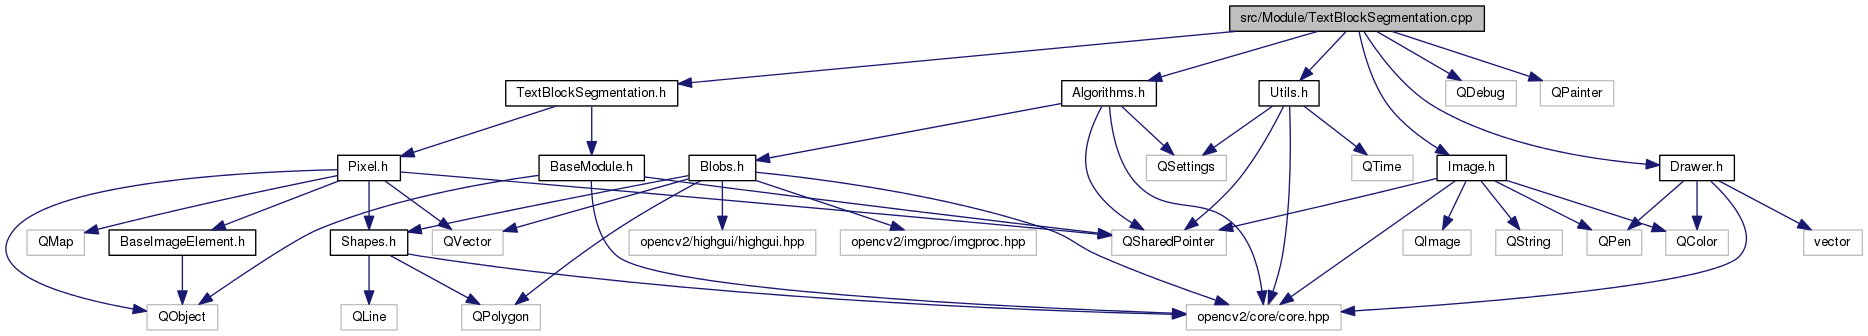 src/Module/TextBlockSegmentation.cpp
TextBlockSegmentation.h
Algorithms.h
Utils.h
QDebug
QPainter
Pixel.h
BaseModule.h
Blobs.h
QSettings
QTime
Image.h
Drawer.h
QMap
BaseImageElement.h
Shapes.h
QVector
opencv2/highgui/highgui.hpp
opencv2/imgproc/imgproc.hpp
QSharedPointer
QImage
QString
QPen
QColor
vector
QObject
QLine
QPolygon
opencv2/core/core.hpp